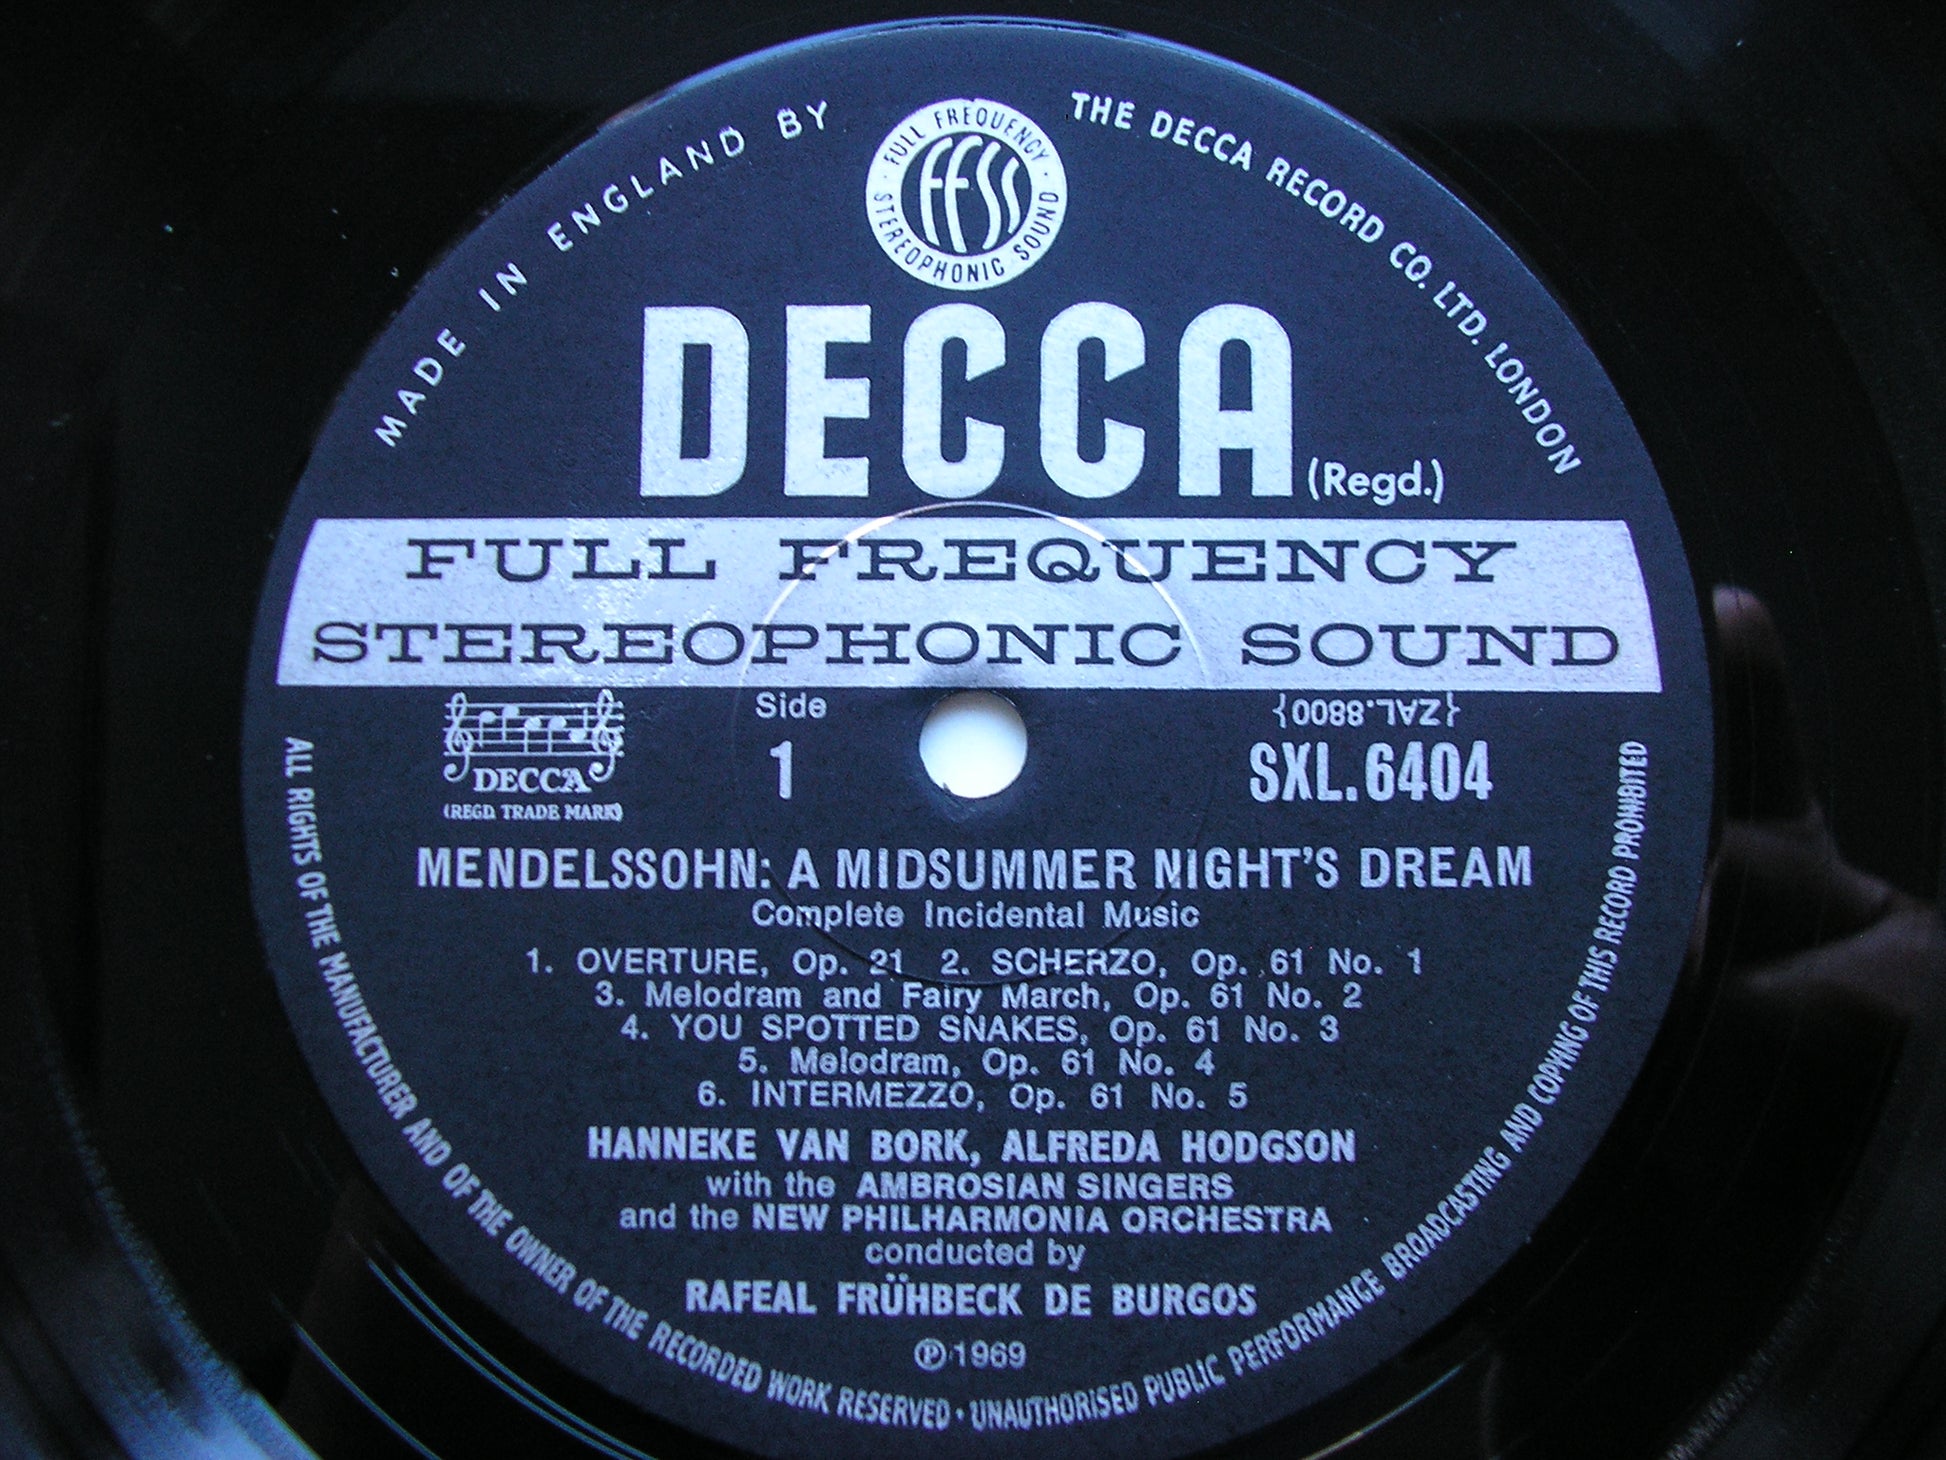 MADE IN ENGLAND BY
THE DECCA RECORD CO. LTD. LONDON
FULL FREQUENCY
FFSS
STEREOPHONIC SOUND
DECCA (Regd.)
FULL FREQUENCY
STEREOPHONIC SOUND
DECCA
(REGD. TRADE MARK)
Side
1
{ZAL.8800}
SXL.6404
MENDELSSOHN: A MIDSUMMER NIGHT'S DREAM
Complete Incidental Music
1. OVERTURE, Op. 21 2. SCHERZO, Op. 61 No. 1
3. Melodram and Fairy March, Op. 61 No. 2
4. YOU SPOTTED SNAKES, Op. 61 No. 3
5. Melodram, Op. 61 No. 4
6. INTERMEZZO, Op. 61 No. 5
HANNEKE VAN BORK, ALFREDA HODGSON
with the AMBROSIAN SINGERS
and the NEW PHILHARMONIA ORCHESTRA
conducted by
RAFEAL FRÜHBECK DE BURGOS
Ⓟ 1969
ALL RIGHTS OF THE MANUFACTURER AND OF THE OWNER OF THE RECORDED WORK RESERVED · UNAUTHORISED PUBLIC PERFORMANCE BROADCASTING AND COPYING OF THIS RECORD PROHIBITED